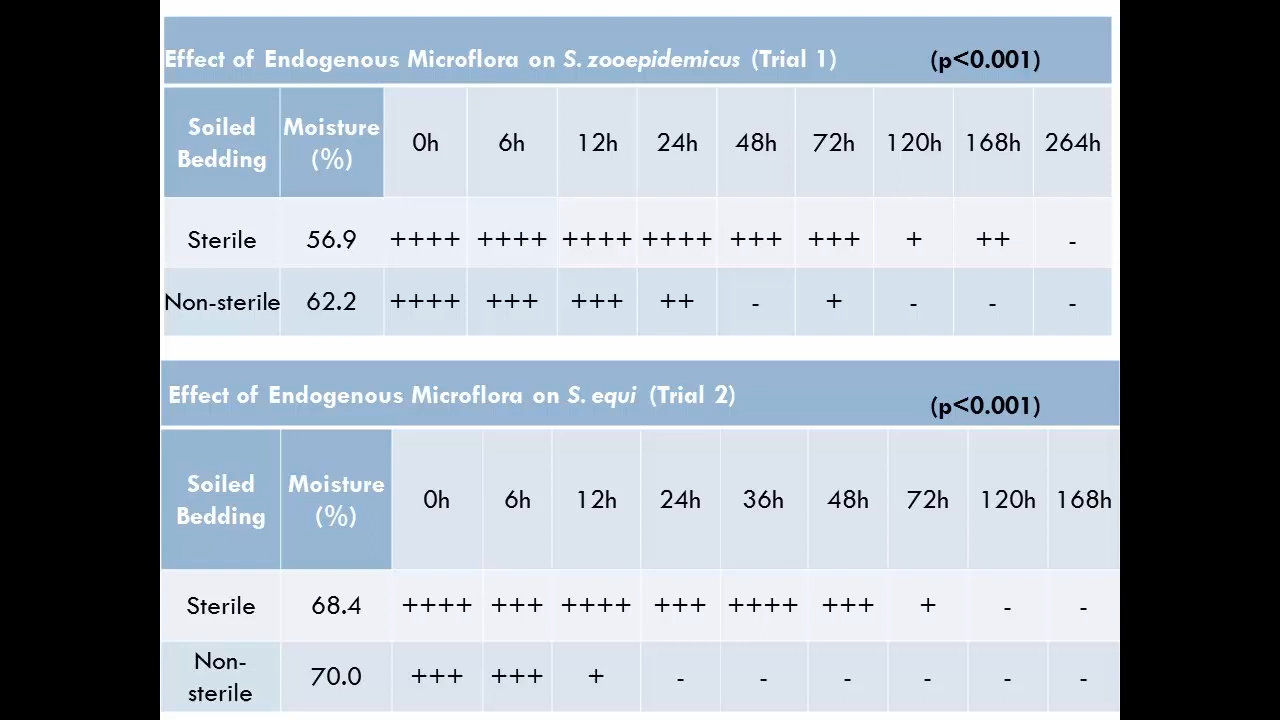 Effect of Endogenous Microflora on S. zooepidemicus (Trial 1) (p<0.001)
Soiled Bedding Moisture (%) 0h 6h 12h 24h 48h 72h 120h 168h 264h
Sterile 56.9 ++++ ++++ ++++ ++++ +++ +++ + ++ -
Non-sterile 62.2 ++++ +++ +++ ++ - + - - -
Effect of Endogenous Microflora on S. equi (Trial 2) (p<0.001)
Soiled Bedding Moisture (%) 0h 6h 12h 24h 36h 48h 72h 120h 168h
Sterile 68.4 ++++ +++ ++++ +++ ++++ +++ + - -
Non-sterile 70.0 +++ +++ + - - - - - -